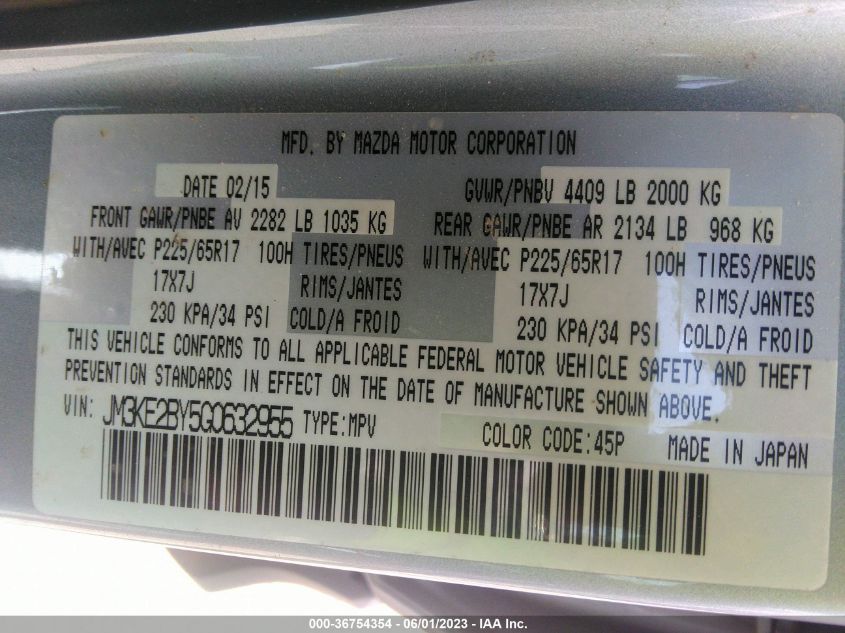 MFD. BY MAZDA MOTOR CORPORATION
DATE 02/15 GVWR/PNBV 4409 LB 2000 KG
FRONT GAWR/PNBE AV 2282 LB 1035 KG REAR GAWR/PNBE AR 2134 LB 968 KG
WITH/AVEC P225/65R17 100H TIRES/PNEUS WITH/AVEC P225/65R17 100H TIRES/PNEUS
17X7J RIMS/JANTES 17X7J RIMS/JANTES
230 KPA/34 PSI COLD/A FROID 230 KPA/34 PSI COLD/A FROID
THIS VEHICLE CONFORMS TO ALL APPLICABLE FEDERAL MOTOR VEHICLE SAFETY AND THEFT
PREVENTION STANDARDS IN EFFECT ON THE DATE OF MANUFACTURE SHOWN ABOVE.
VIN: JM3KE2BY5G0632955 TYPE:MPV COLOR CODE:45P MADE IN JAPAN
000-36754354 - 06/01/2023 - IAA Inc.